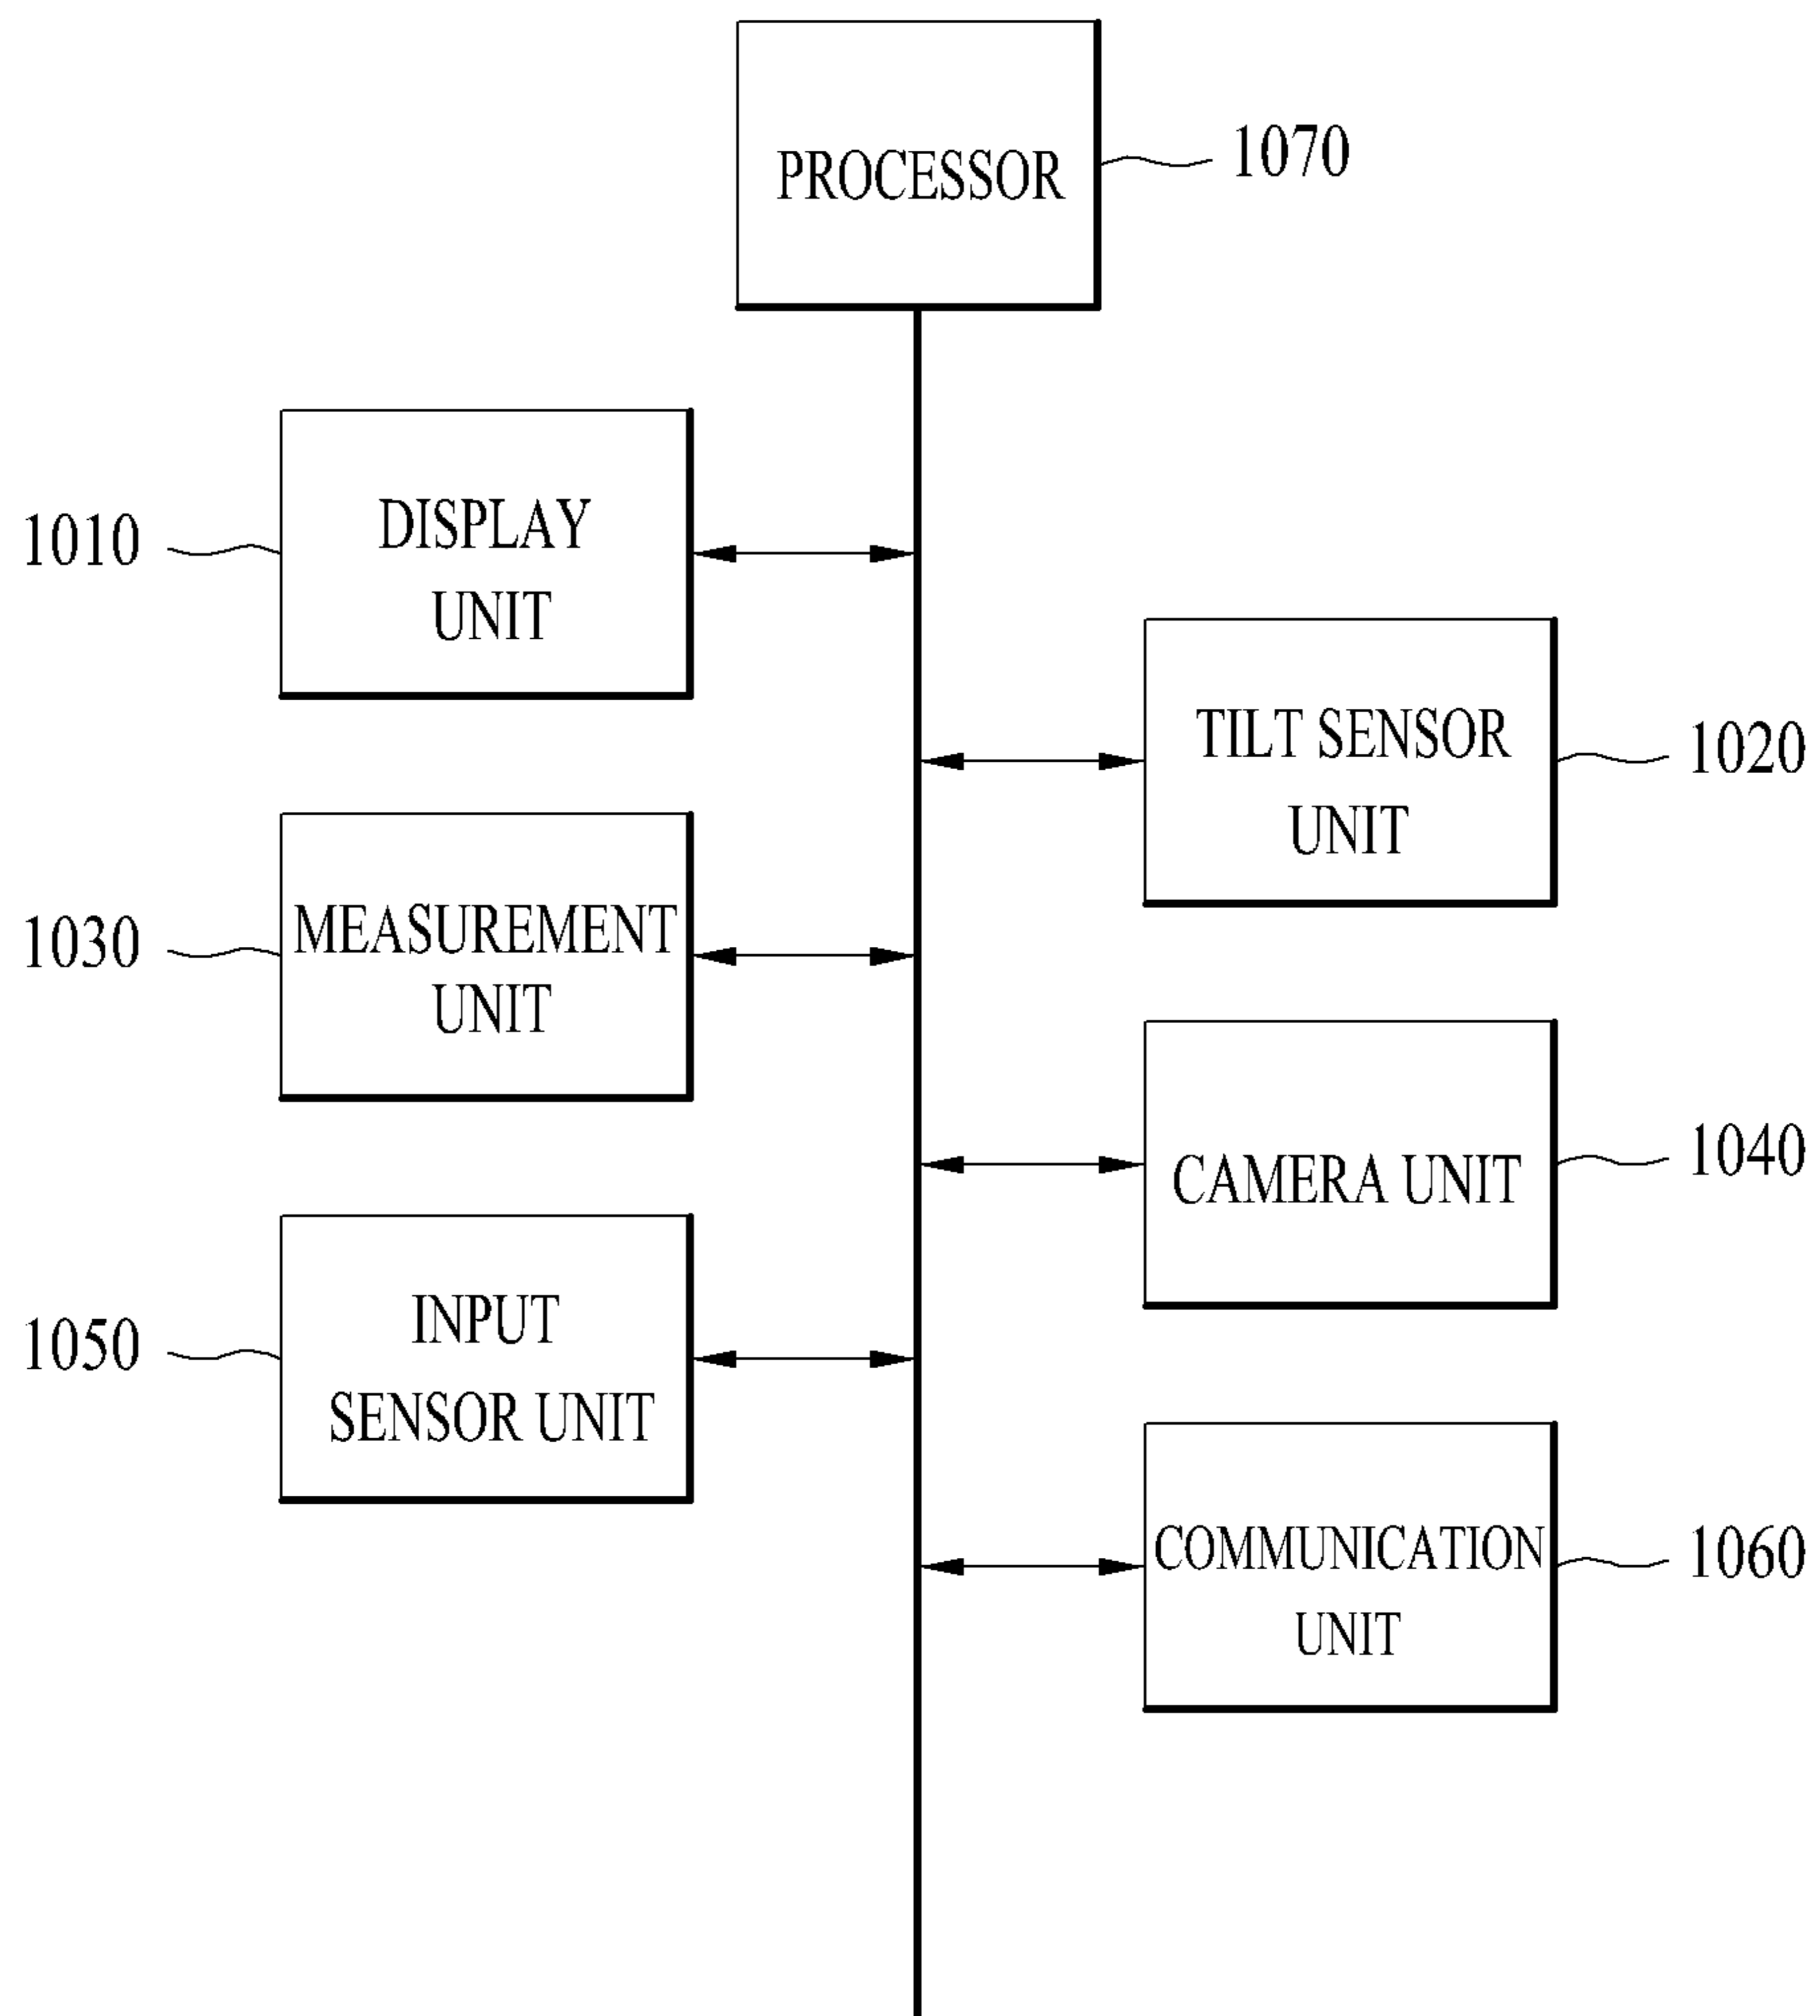 PROCESSOR
1070
1010
DISPLAY
UNIT
TILT SENSOR
UNIT
1020
1030
MEASUREMENT
UNIT
CAMERA UNIT
1040
1050
INPUT
SENSOR UNIT
COMMUNICATION
UNIT
1060